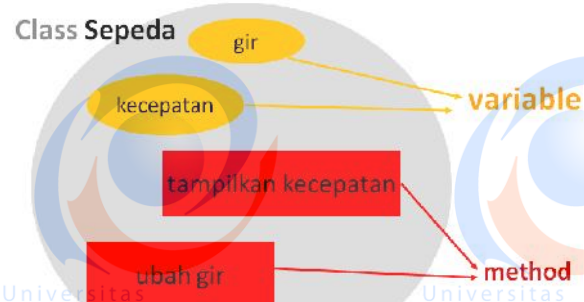 Class Sepeda
gir
kecepatan
variable
tampilkan kecepatan
ubah gir
method
Universitas
Universitas